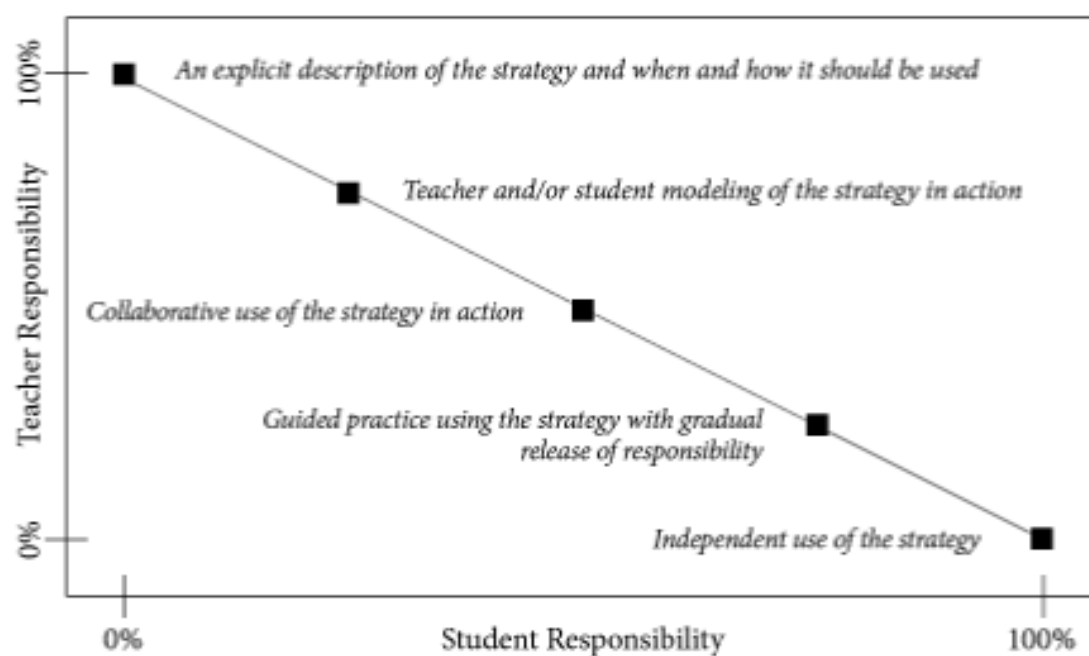 100%
An explicit description of the strategy and when and how it should be used
Teacher and/or student modeling of the strategy in action
Teacher Responsibility
Collaborative use of the strategy in action
Guided practice using the strategy with gradual
release of responsibility
0%
Independent use of the strategy
0%
Student Responsibility
100%